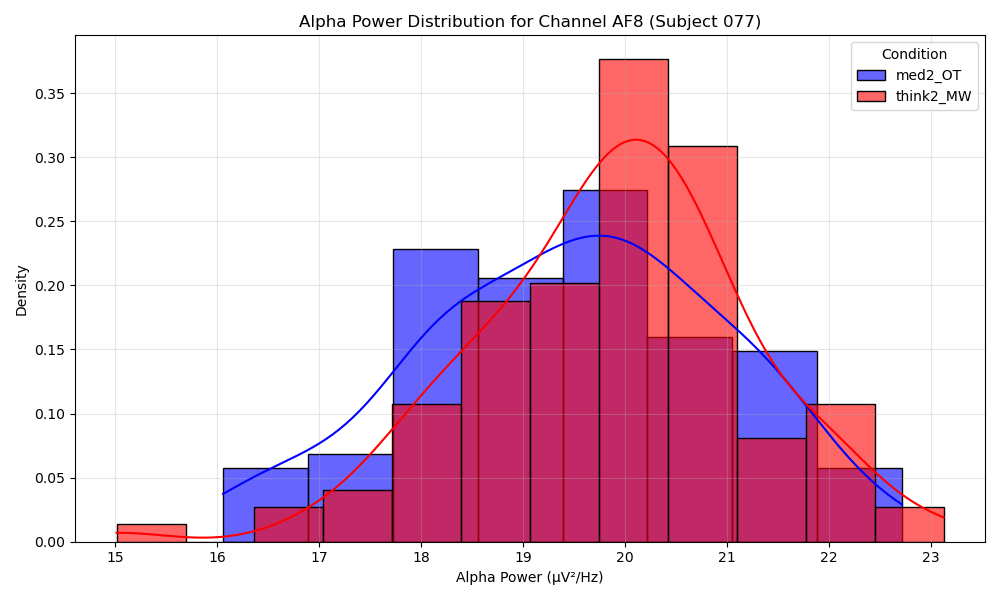 Alpha Power Distribution for Channel AF8 (Subject 077)
Condition
med2_OT
think2_MW
Density
0.35
0.30
0.25
0.20
0.15
0.10
0.05
0.00
15 16 17 18 19 20 21 22 23
Alpha Power (μV²/Hz)